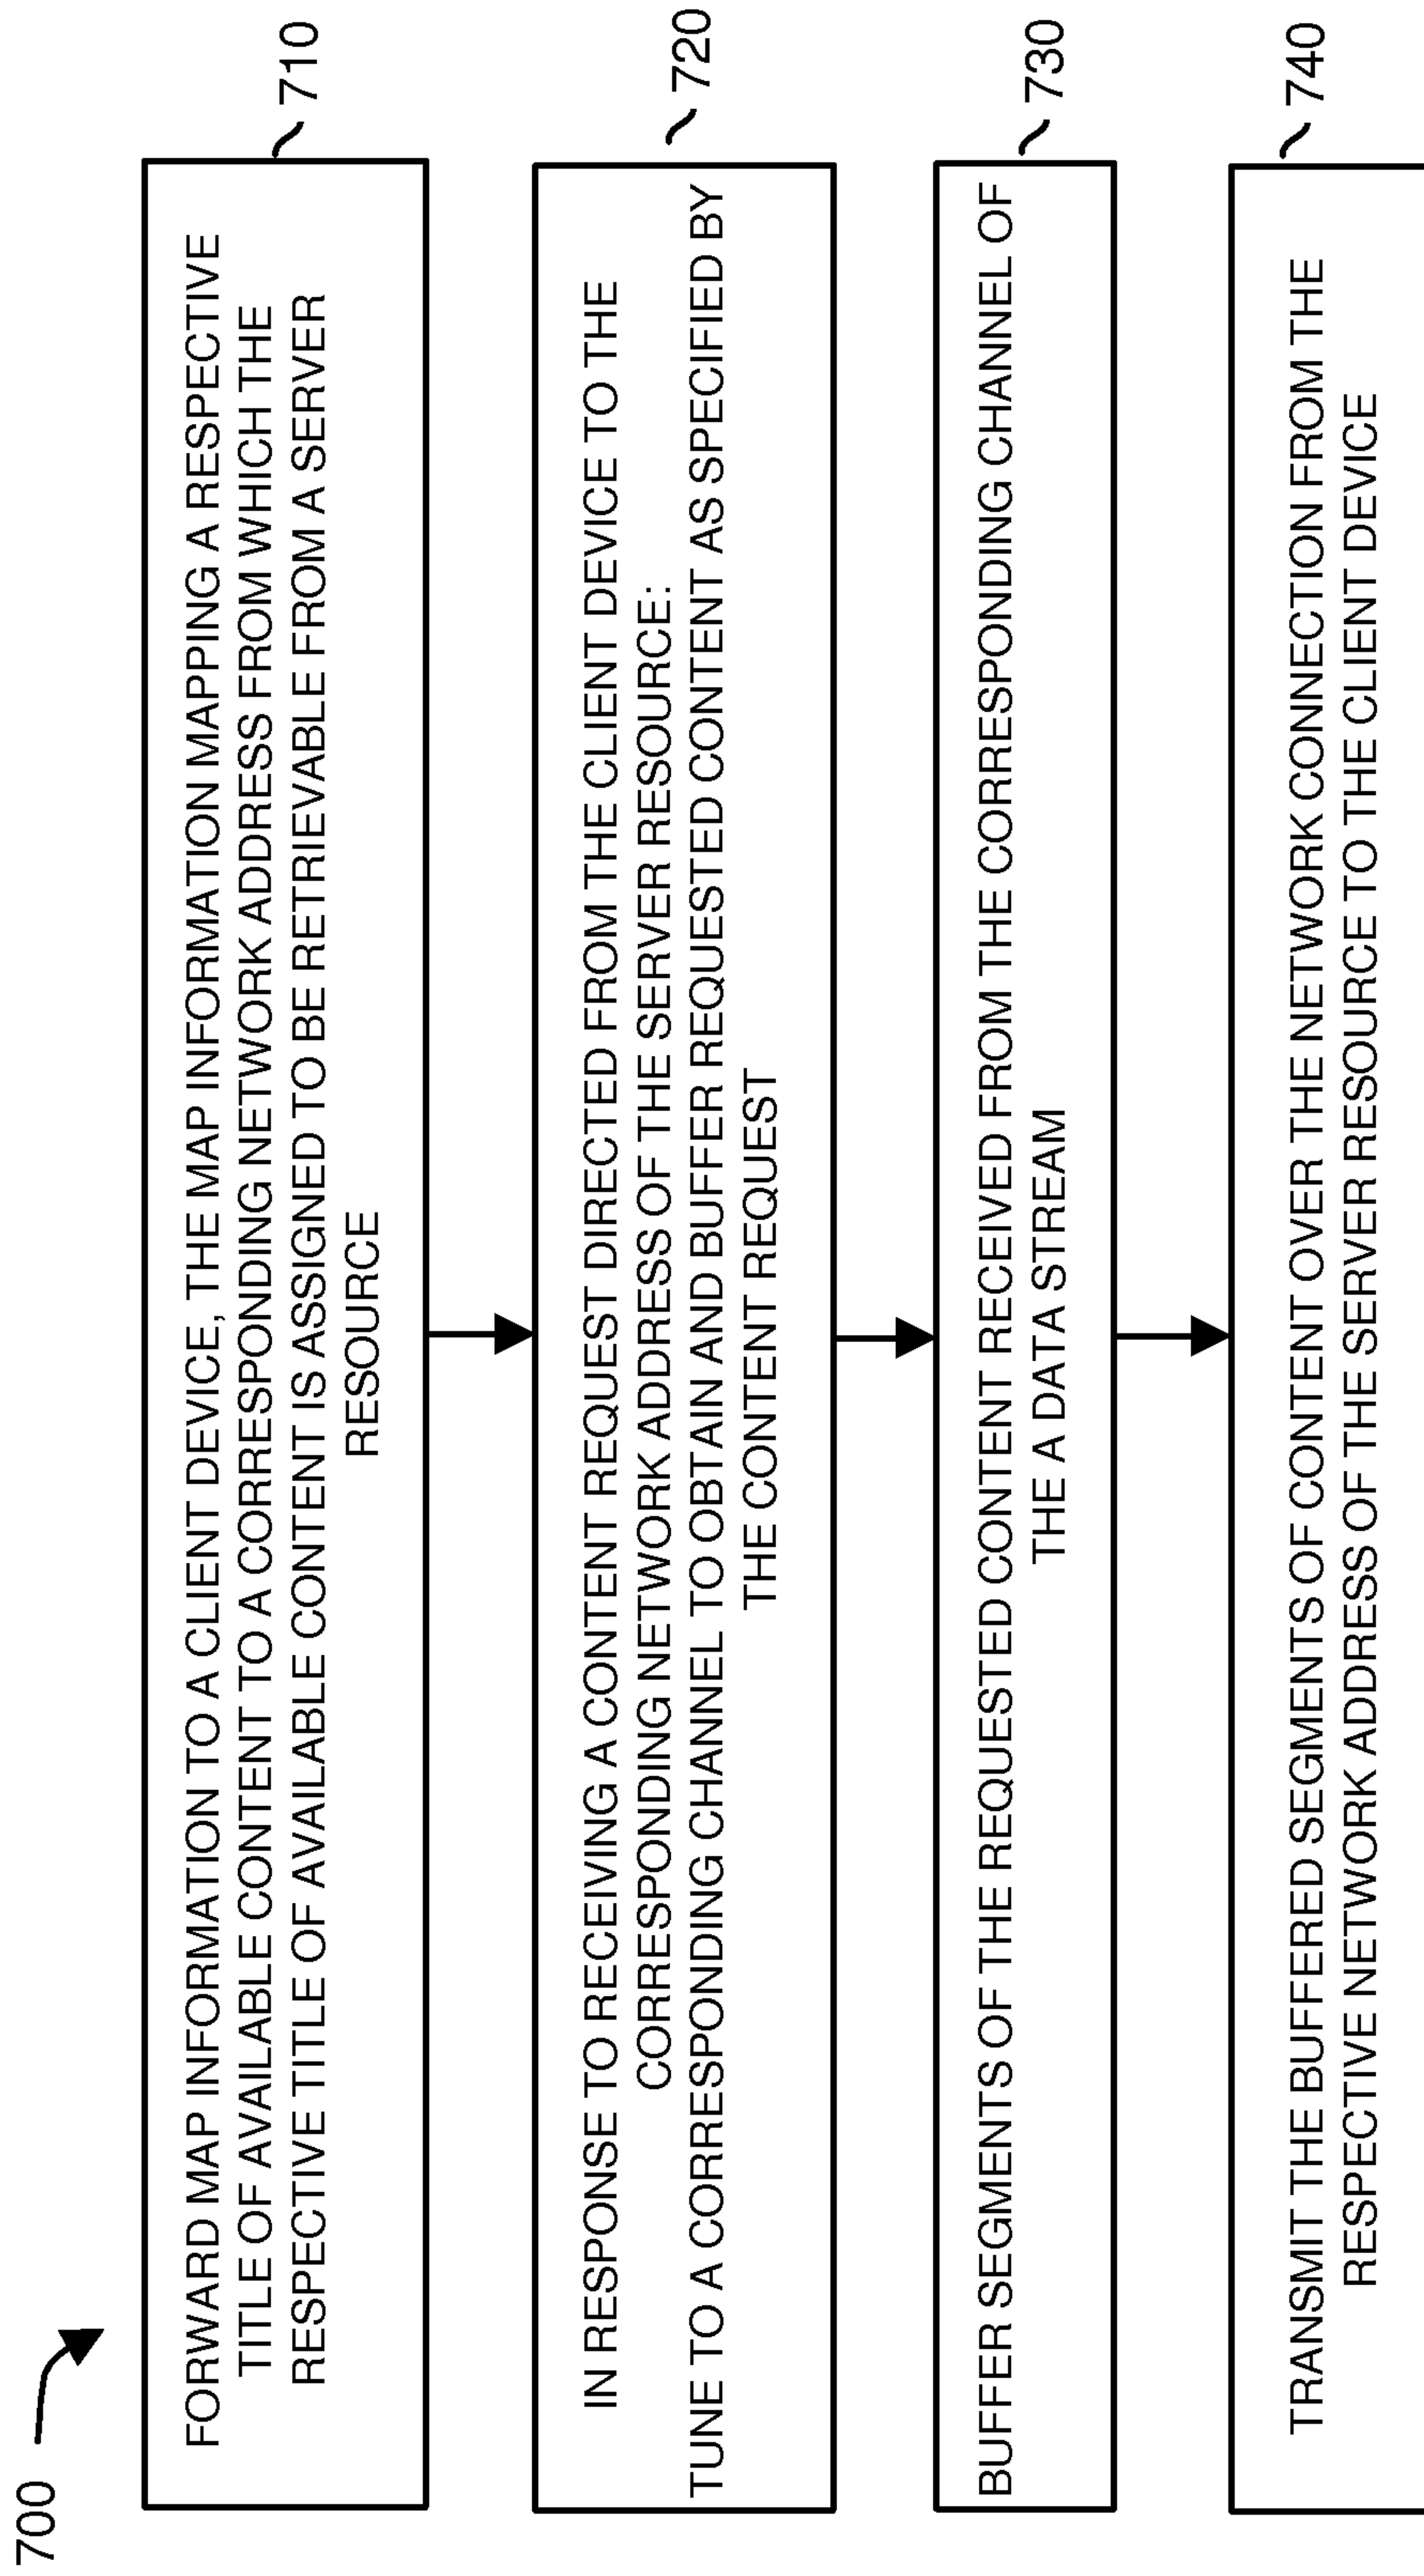 700
FORWARD MAP INFORMATION TO A CLIENT DEVICE, THE MAP INFORMATION MAPPING A RESPECTIVE
TITLE OF AVAILABLE CONTENT TO A CORRESPONDING NETWORK ADDRESS FROM WHICH THE
RESPECTIVE TITLE OF AVAILABLE CONTENT IS ASSIGNED TO BE RETRIEVABLE FROM A SERVER
RESOURCE
710
IN RESPONSE TO RECEIVING A CONTENT REQUEST DIRECTED FROM THE CLIENT DEVICE TO THE
CORRESPONDING NETWORK ADDRESS OF THE SERVER RESOURCE:
TUNE TO A CORRESPONDING CHANNEL TO OBTAIN AND BUFFER REQUESTED CONTENT AS SPECIFIED BY
THE CONTENT REQUEST
720
BUFFER SEGMENTS OF THE REQUESTED CONTENT RECEIVED FROM THE CORRESPONDING CHANNEL OF
THE A DATA STREAM
730
TRANSMIT THE BUFFERED SEGMENTS OF CONTENT OVER THE NETWORK CONNECTION FROM THE
RESPECTIVE NETWORK ADDRESS OF THE SERVER RESOURCE TO THE CLIENT DEVICE
740